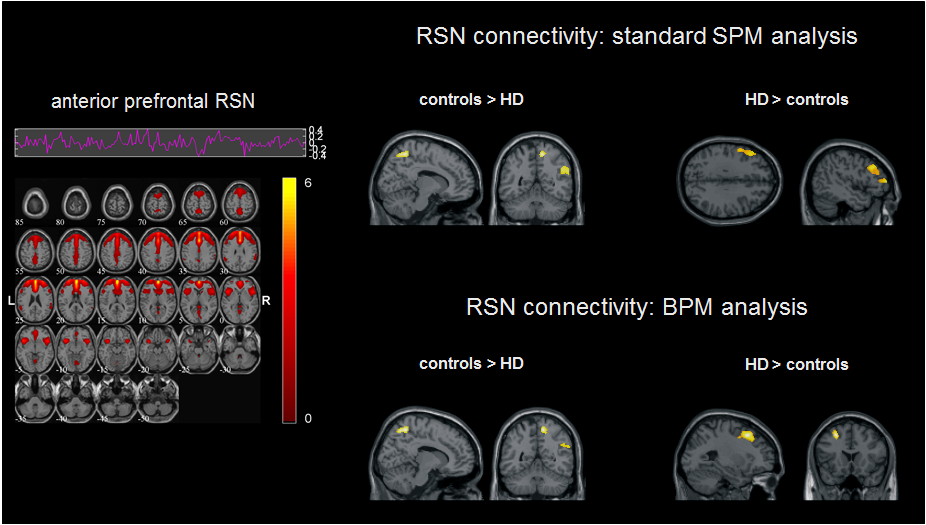 RSN connectivity: standard SPM analysis
anterior prefrontal RSN
controls > HD
HD > controls
0.4
0.2
0
-0.2
-0.4
6
85 80 75 70 65 60
55 50 45 40 35 30
L R
25 20 15 10 5 0
-5 -10 -15 -20 -25 -30
-35 -40 -45 -50
0
RSN connectivity: BPM analysis
controls > HD
HD > controls